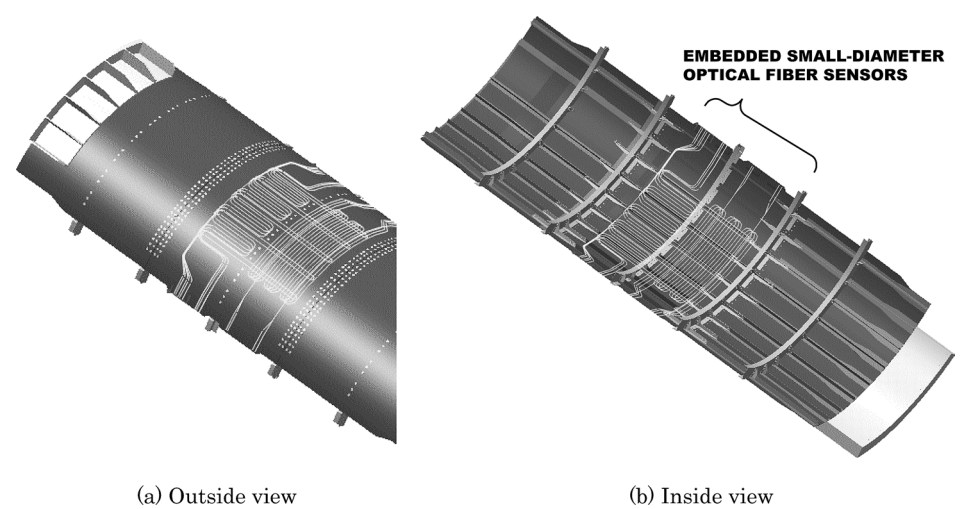 EMBEDDED SMALL-DIAMETER
OPTICAL FIBER SENSORS
(a) Outside view
(b) Inside view